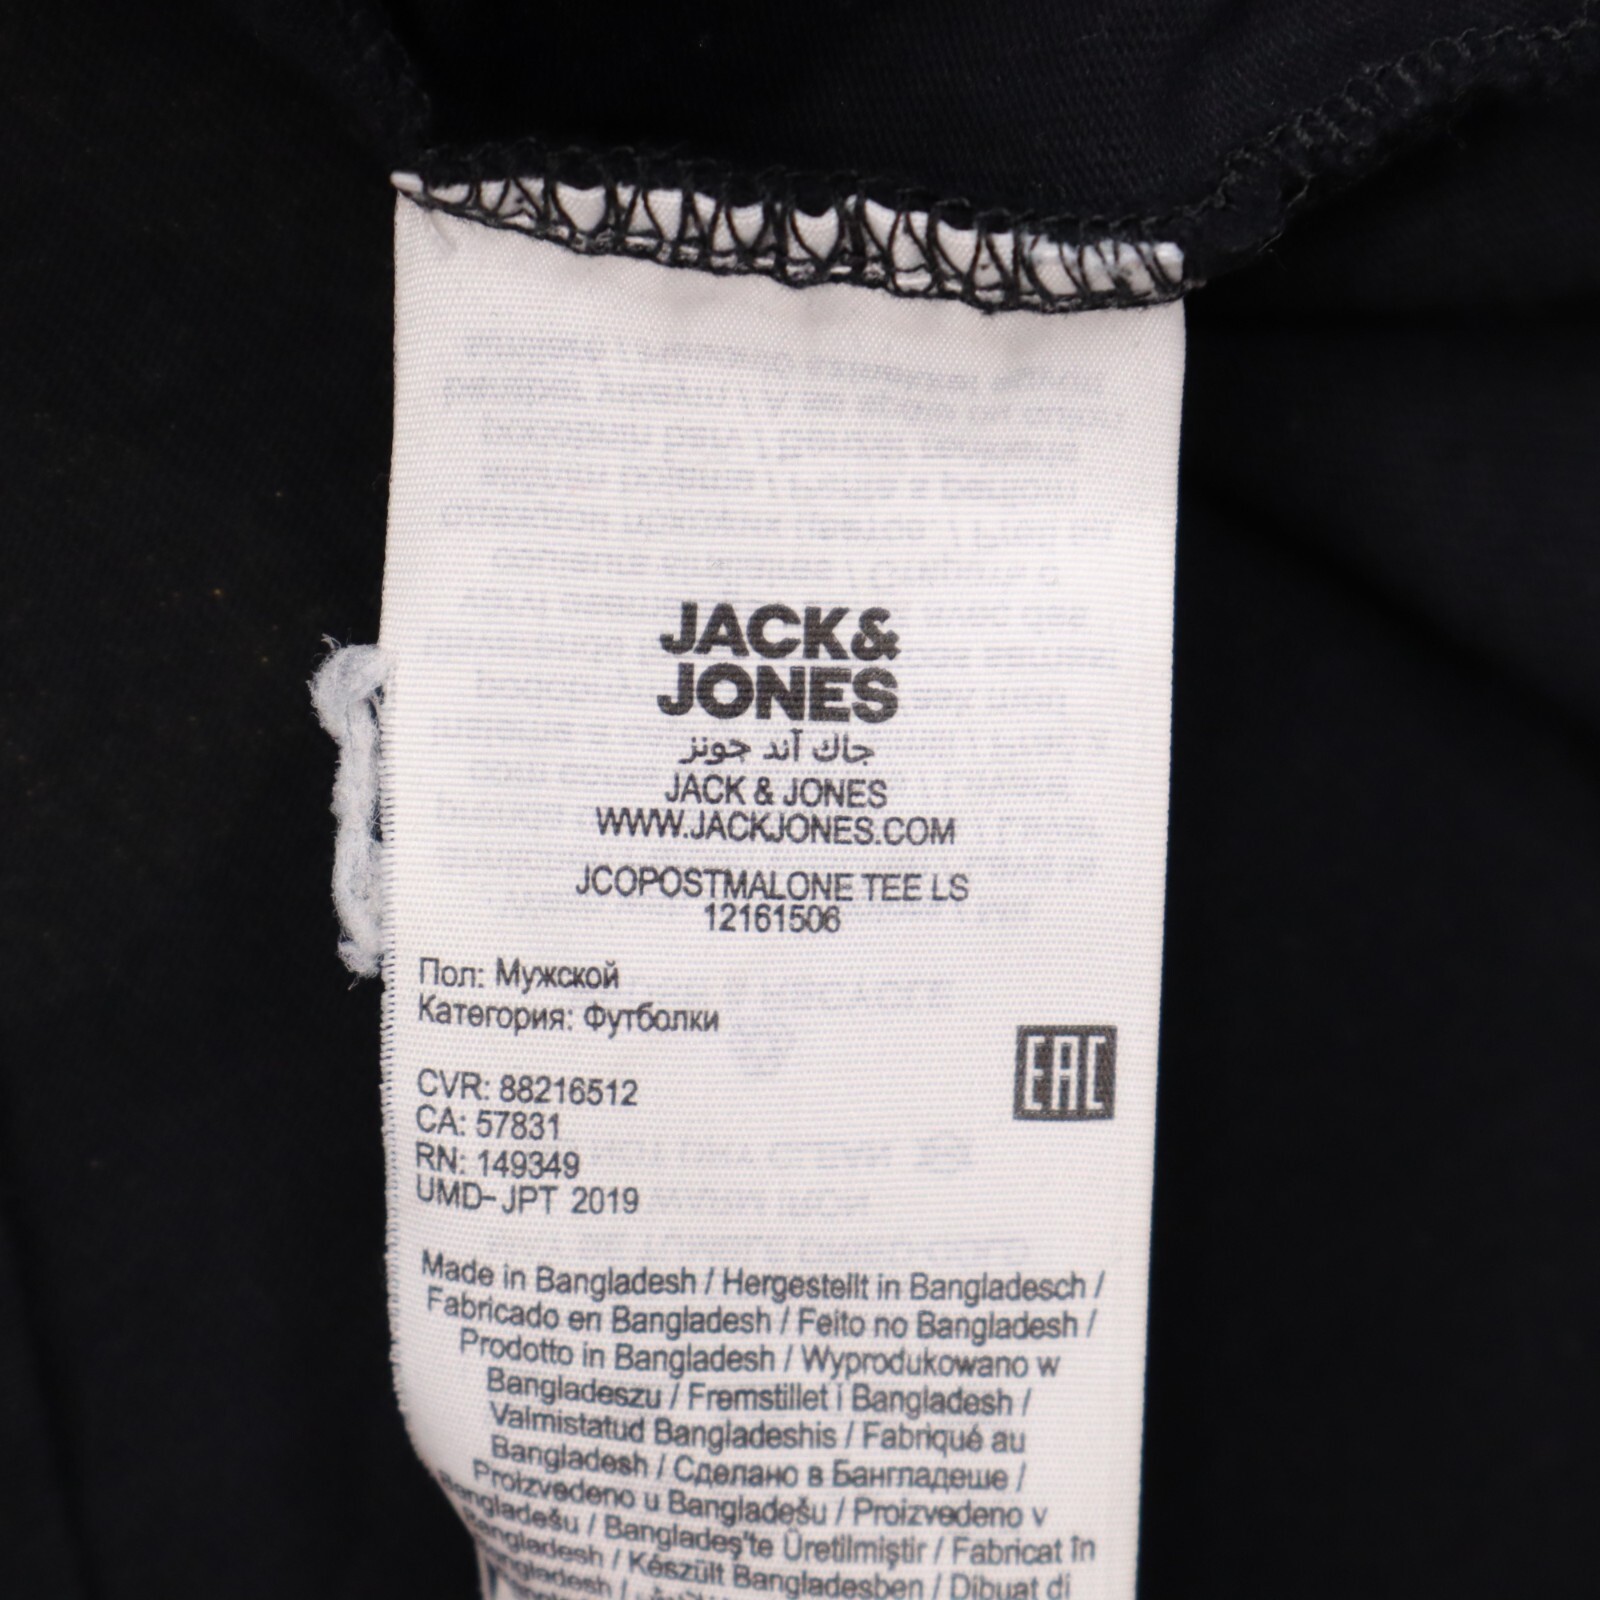 JACK&
JONES
جاك آند جونز
JACK & JONES
WWW.JACKJONES.COM
JCOPOSTMALONE TEE LS
12161506
Пол: Мужской
Категория: Футболки
EAC
CVR: 88216512
CA: 57831
RN: 149349
UMD-JPT 2019
Made in Bangladesh / Hergestellt in Bangladesch /
Fabricado en Bangladesh / Feito no Bangladesh /
Prodotto in Bangladesh / Wyprodukowano w
Bangladeszu / Fremstillet i Bangladesh /
Valmistatud Bangladeshis / Fabriqué au
Bangladesh / Сделано в Бангладеше /
Proizvedeno u Bangladešu / Proizvedeno v
Bangladešu / Bangladeş'te Üretilmiştir / Fabricat în
Bangladesh / Készült Bangladesben / Dibuat di